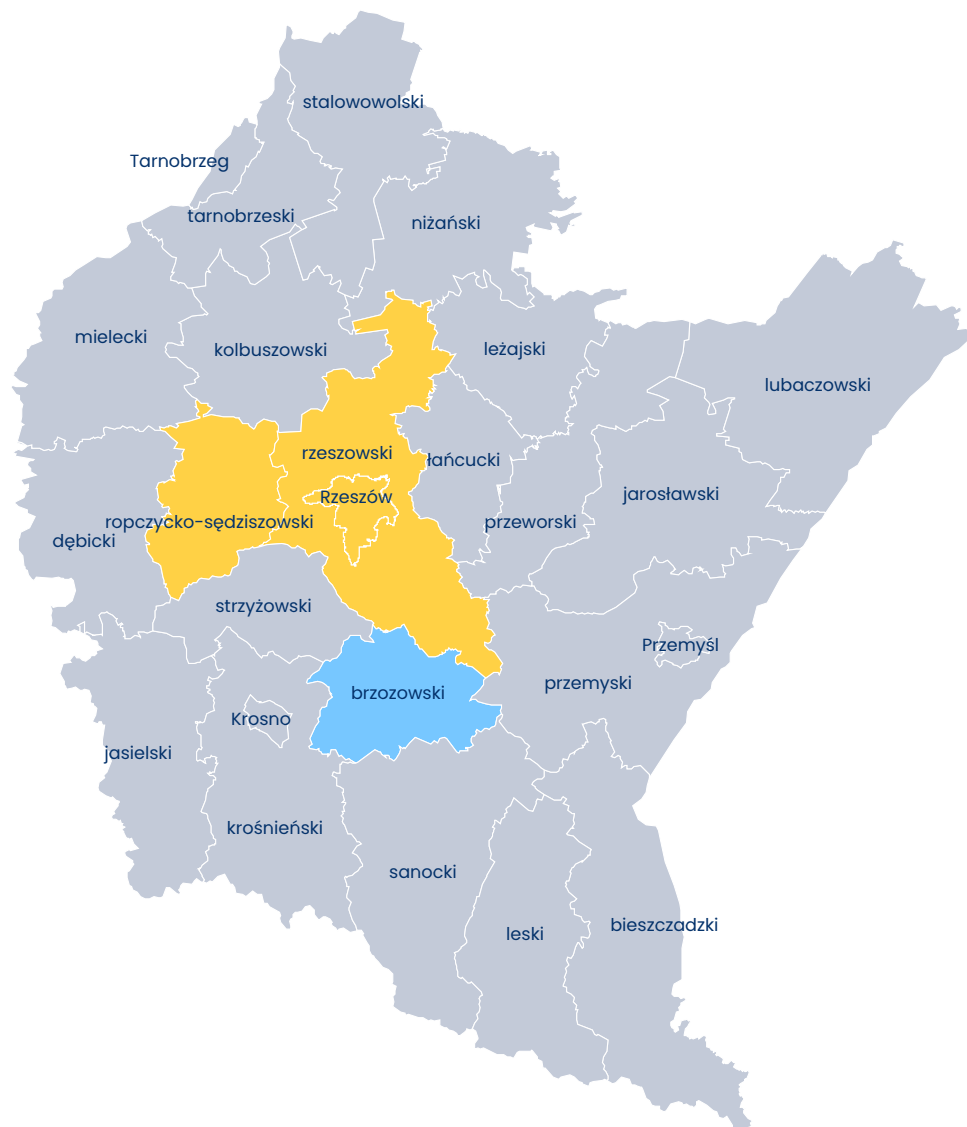 stalowowolski
Tarnobrzeg
tarnobrzeski
niżański
mielecki
kolbuszowski
leżajski
lubaczowski
rzeszowski
łańcucki
Rzeszów
jarosławski
ropczycko-sędziszowski
przeworski
dębicki
strzyżowski
Przemyśl
przemyski
brzozowski
Krosno
jasielski
krośnieński
sanocki
leski
bieszczadzki